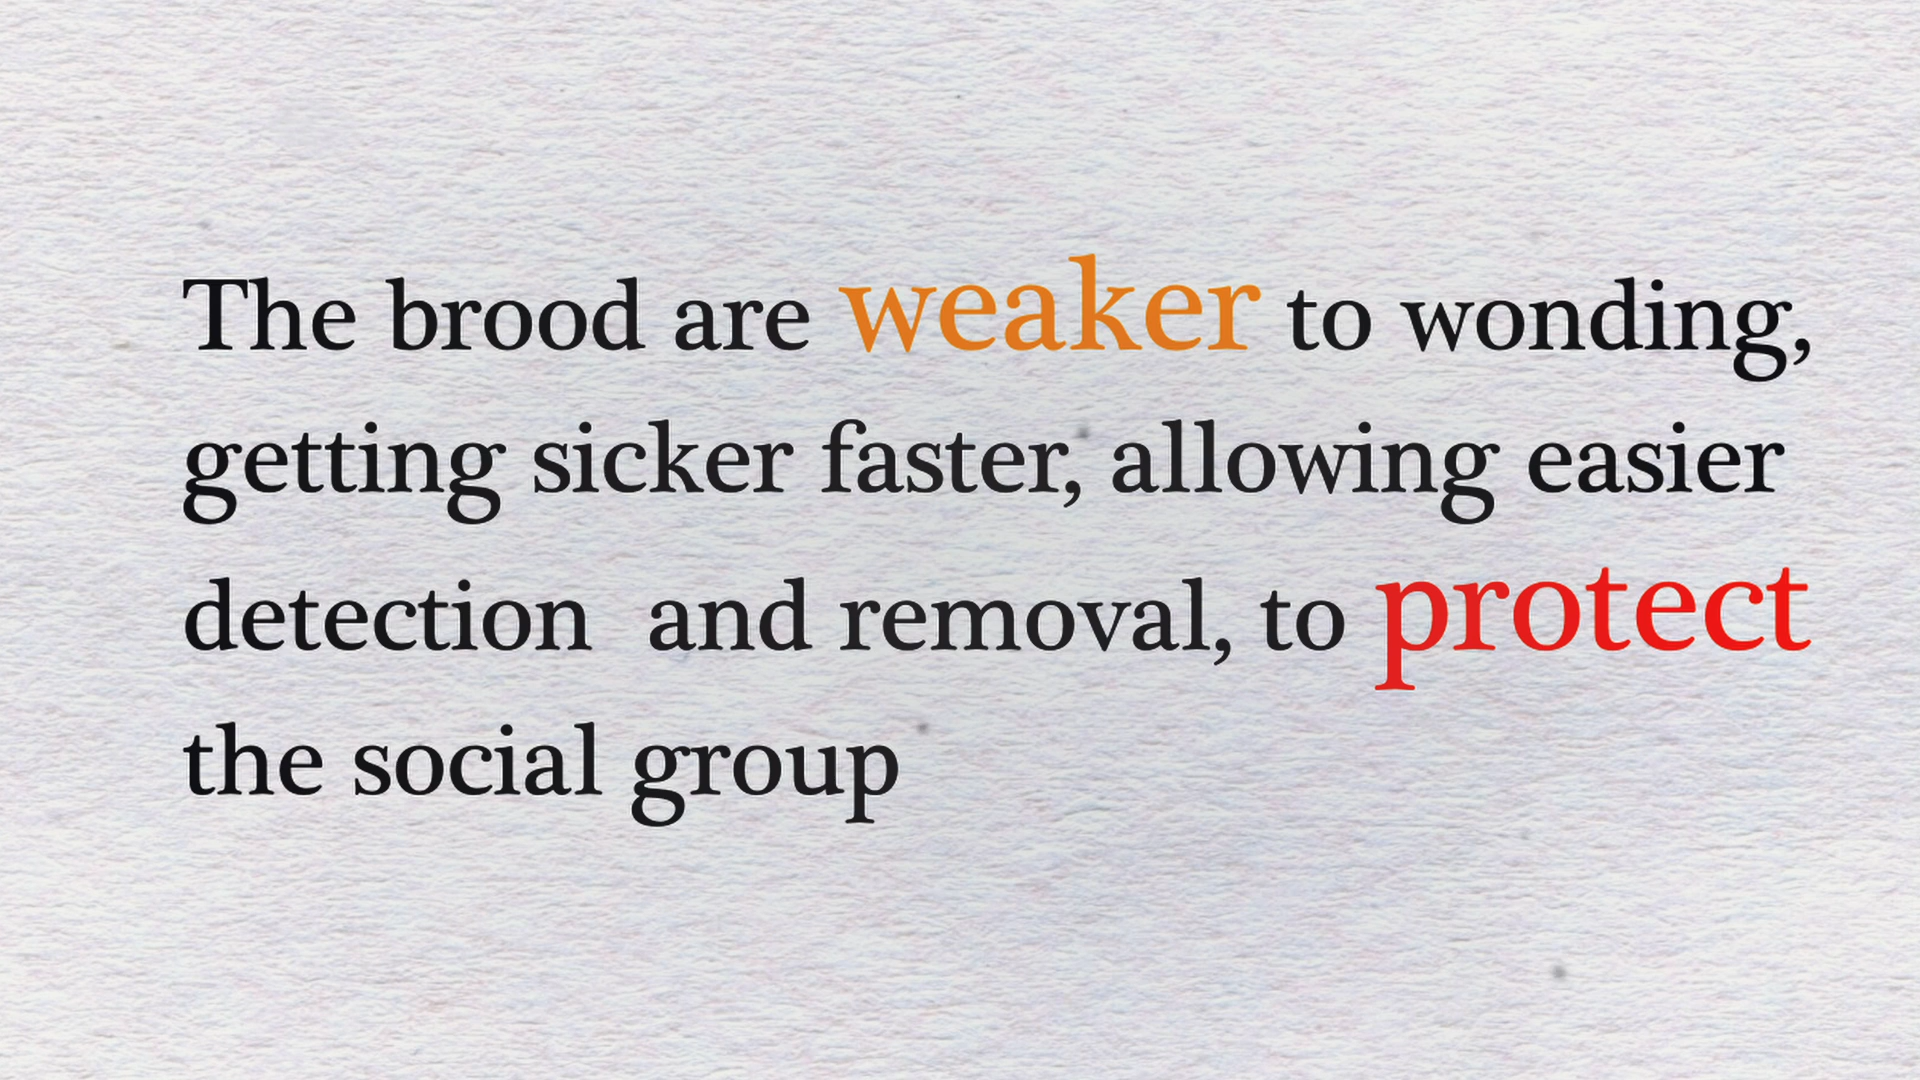 The brood are weaker to wonding,
getting sicker faster, allowing easier
detection  and removal, to protect
the social group